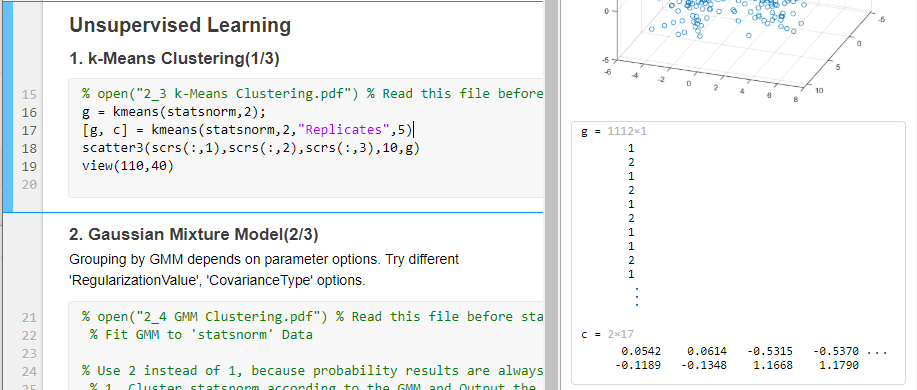 Unsupervised Learning
1. k-Means Clustering(1/3)
15 % open("2_3 k-Means Clustering.pdf") % Read this file before
16 g = kmeans(statsnorm,2);
17 [g, c] = kmeans(statsnorm,2,"Replicates",5)
18 scatter3(scrs(:,1),scrs(:,2),scrs(:,3),10,g)
19 view(110,40)
20
2. Gaussian Mixture Model(2/3)
Grouping by GMM depends on parameter options. Try different
'RegularizationValue', 'CovarianceType' options.
21 % open("2_4 GMM Clustering.pdf") % Read this file before sta
22 % Fit GMM to 'statsnorm' Data
23
24 % Use 2 instead of 1, because probability results are always
25 % 1. Cluster statsnorm according to the GMM and Output the
0
-5
-6
-4
-2
0
2
4
6
8
10
5
0
-5
g = 1112×1
1
2
1
2
1
2
1
1
2
1
c = 2×17
0.0542 0.0614 -0.5315 -0.5370 ...
-0.1189 -0.1348 1.1668 1.1790